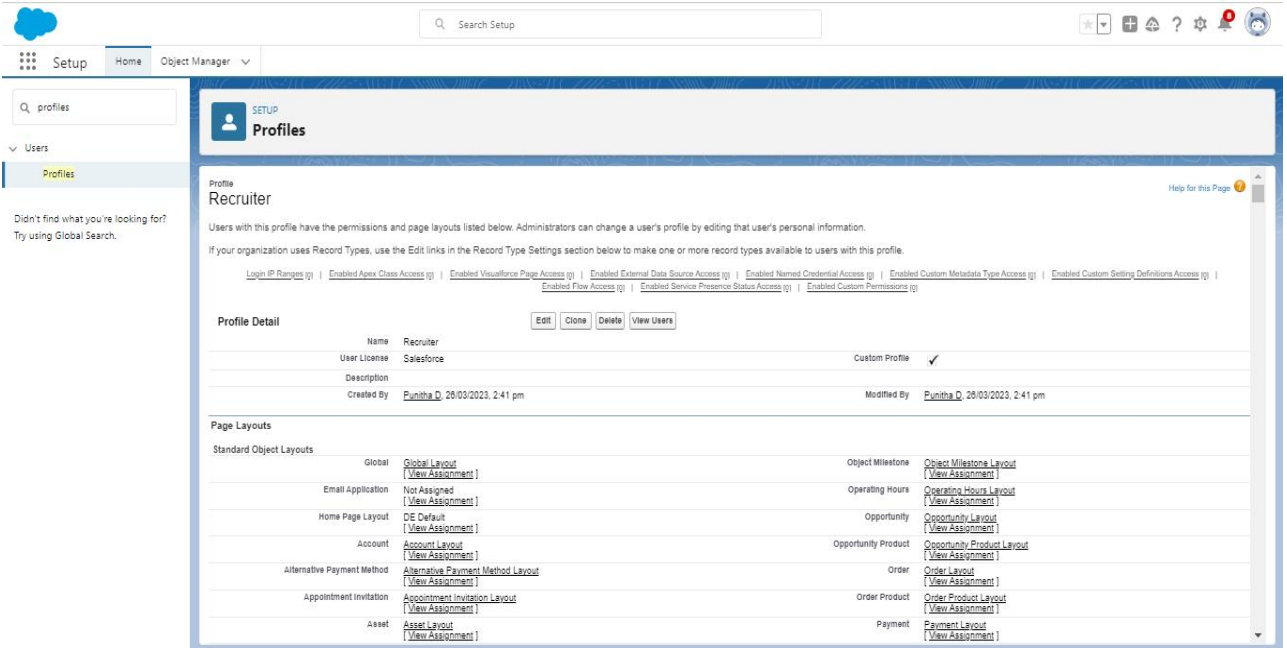 Search Setup
8
Setup Home Object Manager
profiles
Users
Profiles
Didn't find what you're looking for?
Try using Global Search.
SETUP
Profiles
Profile
Recruiter
Help for this Page
Users with this profile have the permissions and page layouts listed below. Administrators can change a user's profile by editing that user's personal information.
If your organization uses Record Types, use the Edit links in the Record Type Settings section below to make one or more record types available to users with this profile.
Login IP Ranges [0] | Enabled Apex Class Access [0] | Enabled Visualforce Page Access [0] | Enabled External Data Source Access [0] | Enabled Named Credential Access [0] | Enabled Custom Metadata Type Access [0] | Enabled Custom Setting Definitions Access [0] |
Enabled Flow Access [0] | Enabled Service Presence Status Access [0] | Enabled Custom Permissions [0]
Profile Detail Edit Clone Delete View Users
Name Recruiter
User License Salesforce Custom Profile ✓
Description
Created By Punitha D, 26/03/2023, 2:41 pm Modified By Punitha D, 26/03/2023, 2:41 pm
Page Layouts
Standard Object Layouts
Global Global Layout Object Milestone Object Milestone Layout
[ View Assignment ] [ View Assignment ]
Email Application Not Assigned Operating Hours Operating Hours Layout
[ View Assignment ] [ View Assignment ]
Home Page Layout DE Default Opportunity Opportunity Layout
[ View Assignment ] [ View Assignment ]
Account Account Layout Opportunity Product Opportunity Product Layout
[ View Assignment ] [ View Assignment ]
Alternative Payment Method Alternative Payment Method Layout Order Order Layout
[ View Assignment ] [ View Assignment ]
Appointment Invitation Appointment Invitation Layout Order Product Order Product Layout
[ View Assignment ] [ View Assignment ]
Asset Asset Layout Payment Payment Layout
[ View Assignment ] [ View Assignment ]